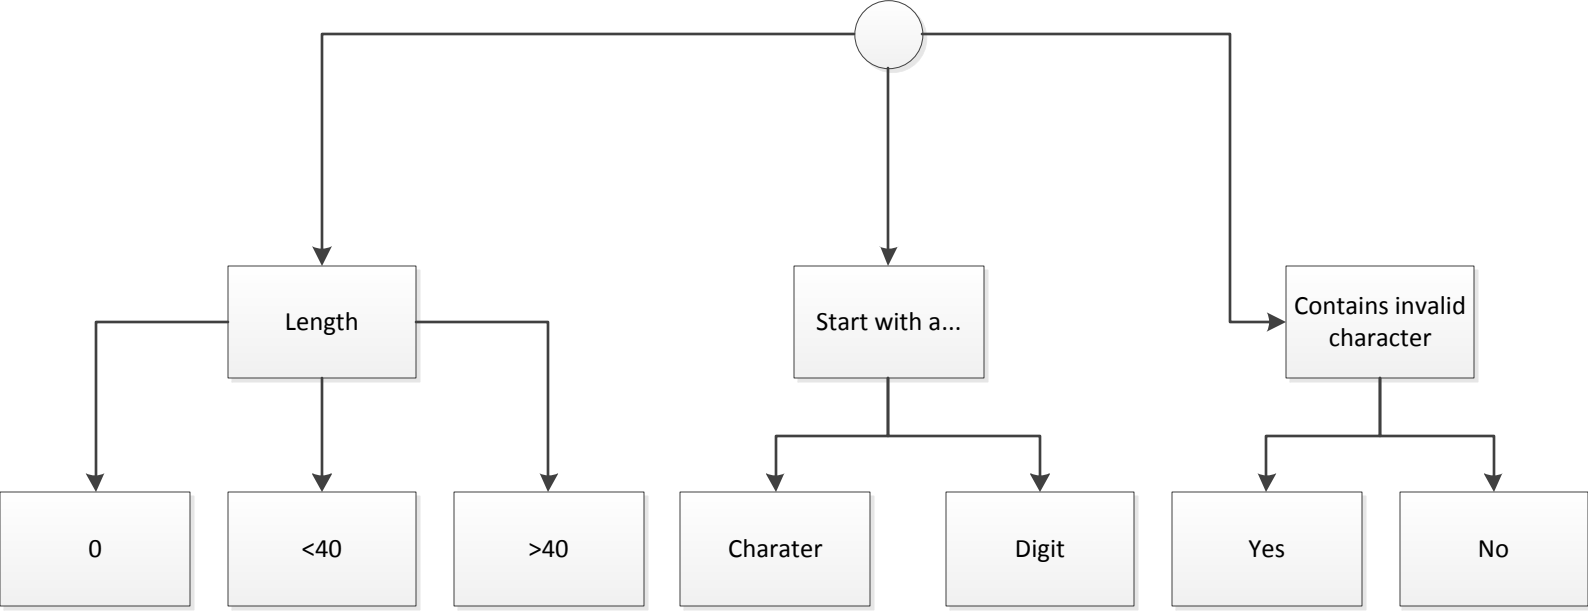 Length
Start with a...
Contains invalid
character
0
<40
>40
Charater
Digit
Yes
No